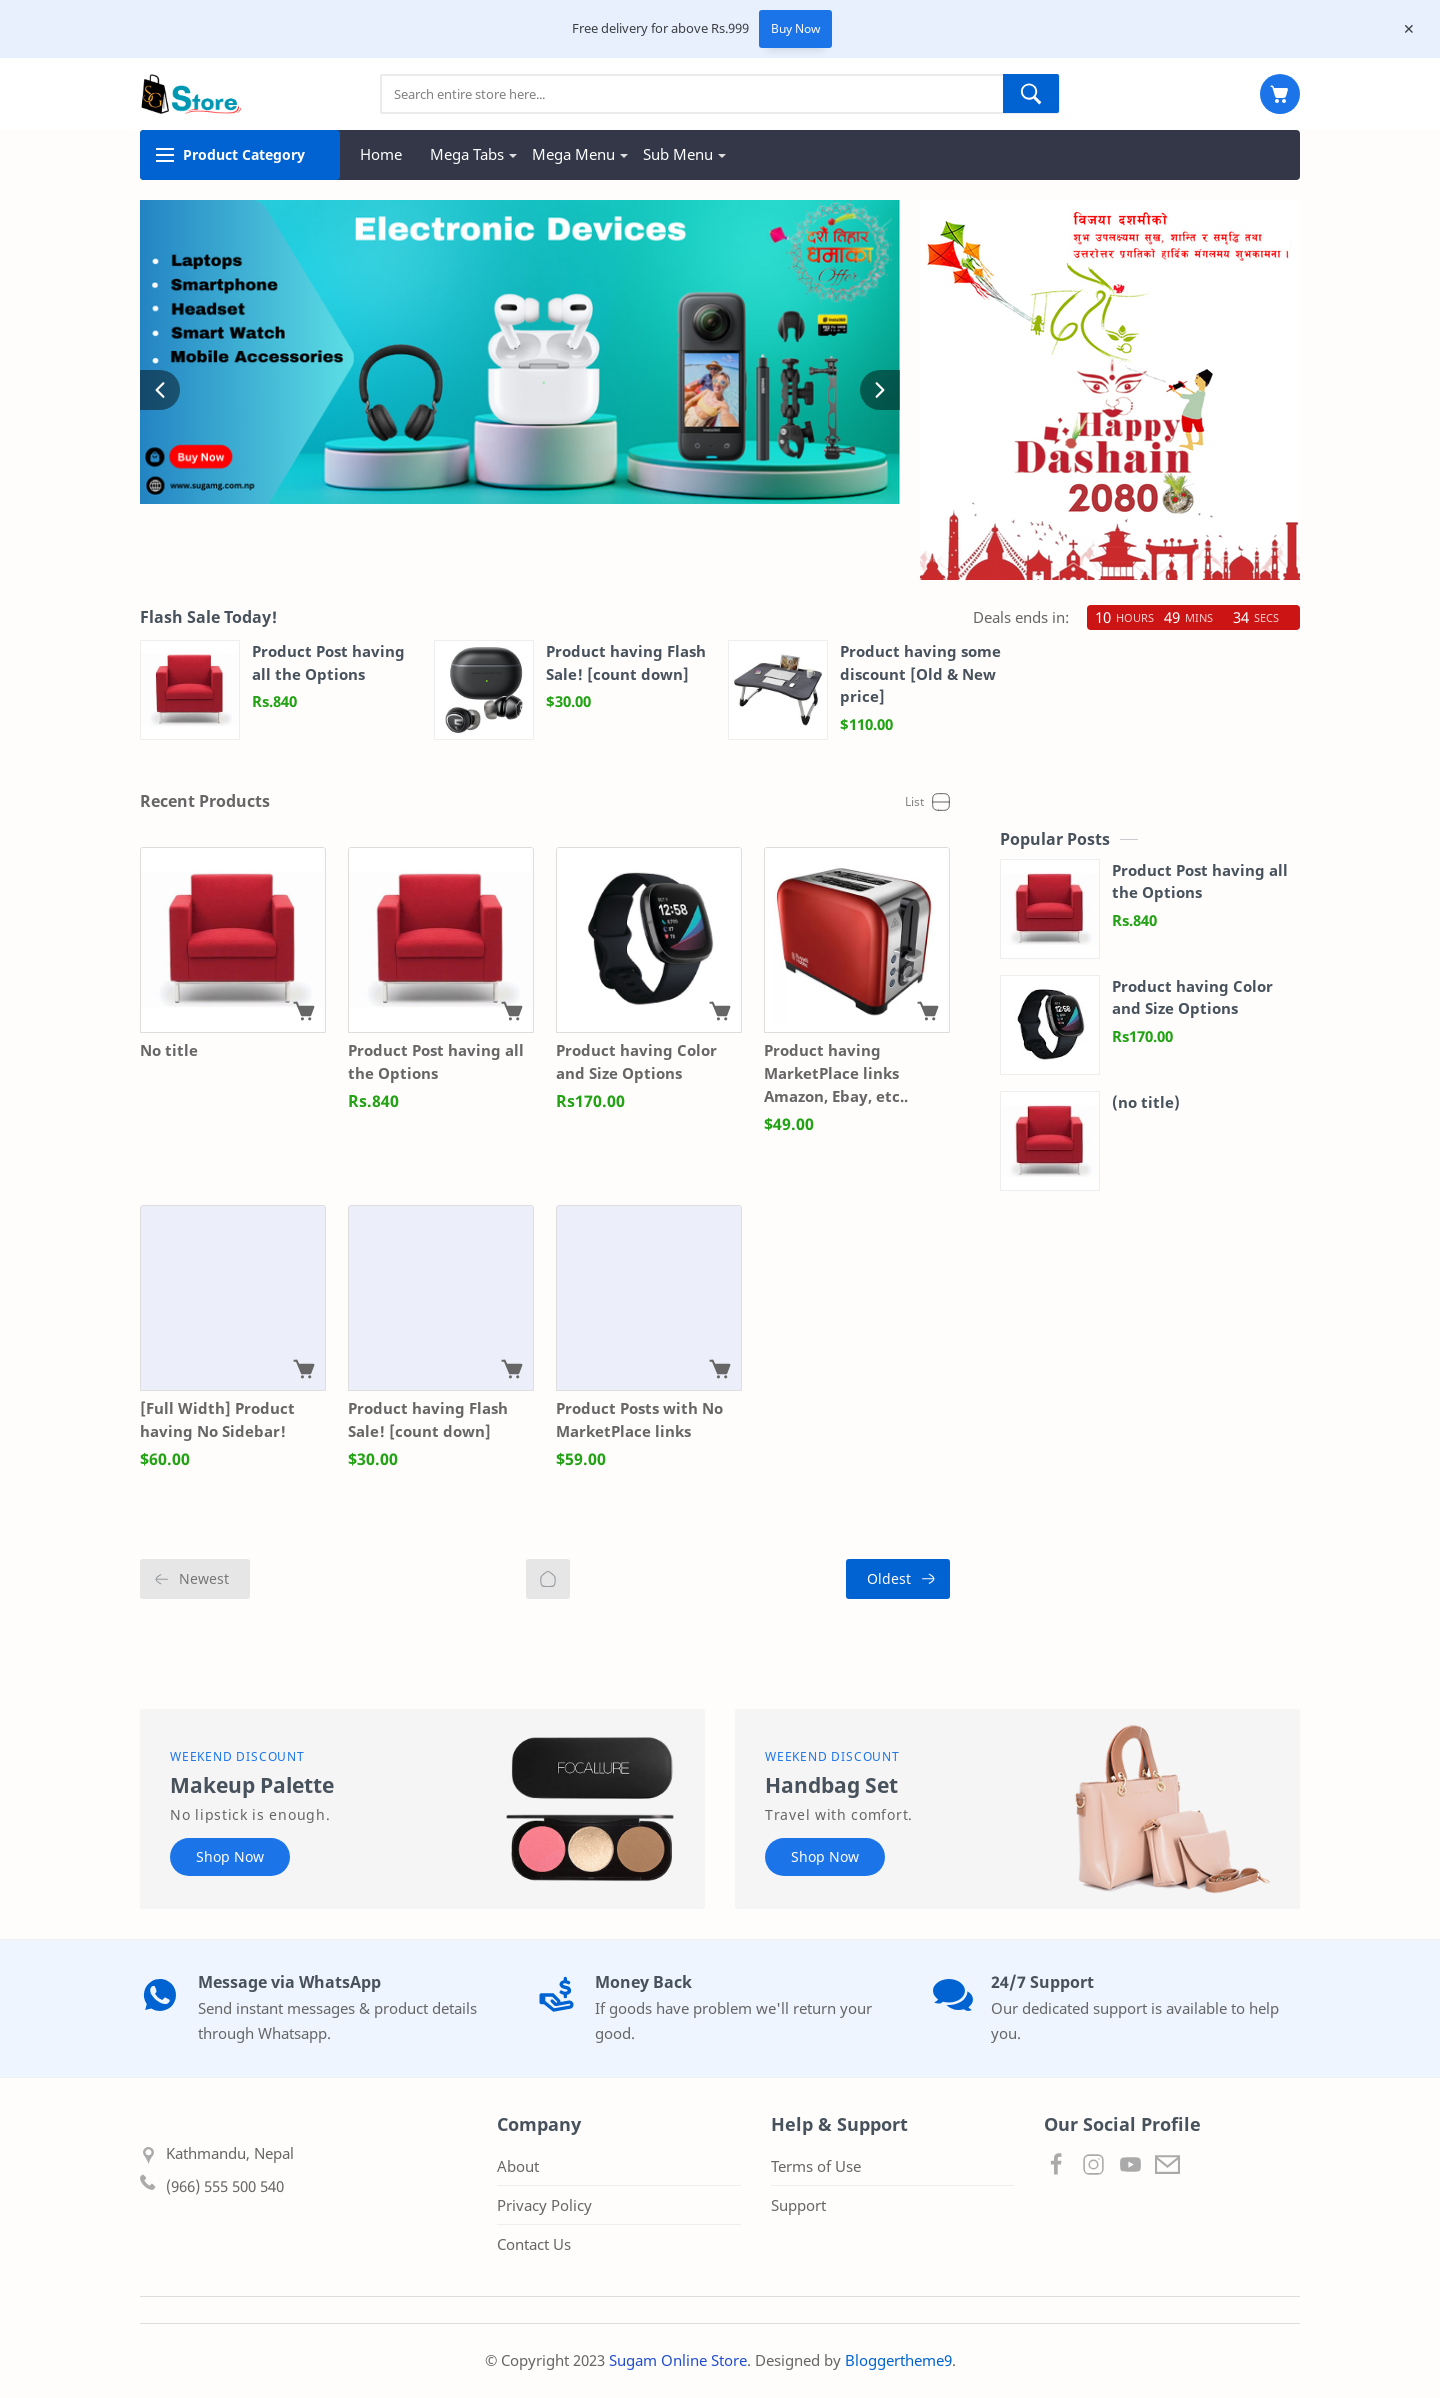 Free delivery for above Rs.999
Buy Now
✕
SG Store
Search entire store here...
Product Category
Home
Mega Tabs
Mega Menu
Sub Menu
Electronic Devices
Laptops
Smartphone
Headset
Smart Watch
Mobile Accessories
दशैँ तिहार
धमाका
Offer
Buy Now
www.sugamg.com.np
विजया दशमीको
शुभ उपलक्ष्यमा सुख, शान्ति र समृद्धि तथा
उत्तरोत्तर प्रगतिको हार्दिक मंगलमय शुभकामना ।
Happy
Dashain
2080
Flash Sale Today!
Deals ends in:
10 HOURS 49 MINS 34 SECS
Product Post having
all the Options
Rs.840
Product having Flash
Sale! [count down]
$30.00
Product having some
discount [Old & New
price]
$110.00
Recent Products
List
No title
Product Post having all
the Options
Rs.840
12:58
Product having Color
and Size Options
Rs170.00
Product having
MarketPlace links
Amazon, Ebay, etc..
$49.00
Popular Posts
Product Post having all
the Options
Rs.840
Product having Color
and Size Options
Rs170.00
(no title)
[Full Width] Product
having No Sidebar!
$60.00
Product having Flash
Sale! [count down]
$30.00
Product Posts with No
MarketPlace links
$59.00
Newest
Oldest
WEEKEND DISCOUNT
Makeup Palette
No lipstick is enough.
Shop Now
FOCALLURE
WEEKEND DISCOUNT
Handbag Set
Travel with comfort.
Shop Now
Message via WhatsApp
Send instant messages & product details
through Whatsapp.
Money Back
If goods have problem we'll return your
good.
24/7 Support
Our dedicated support is available to help
you.
Kathmandu, Nepal
(966) 555 500 540
Company
About
Privacy Policy
Contact Us
Help & Support
Terms of Use
Support
Our Social Profile
© Copyright 2023 Sugam Online Store. Designed by Bloggertheme9.